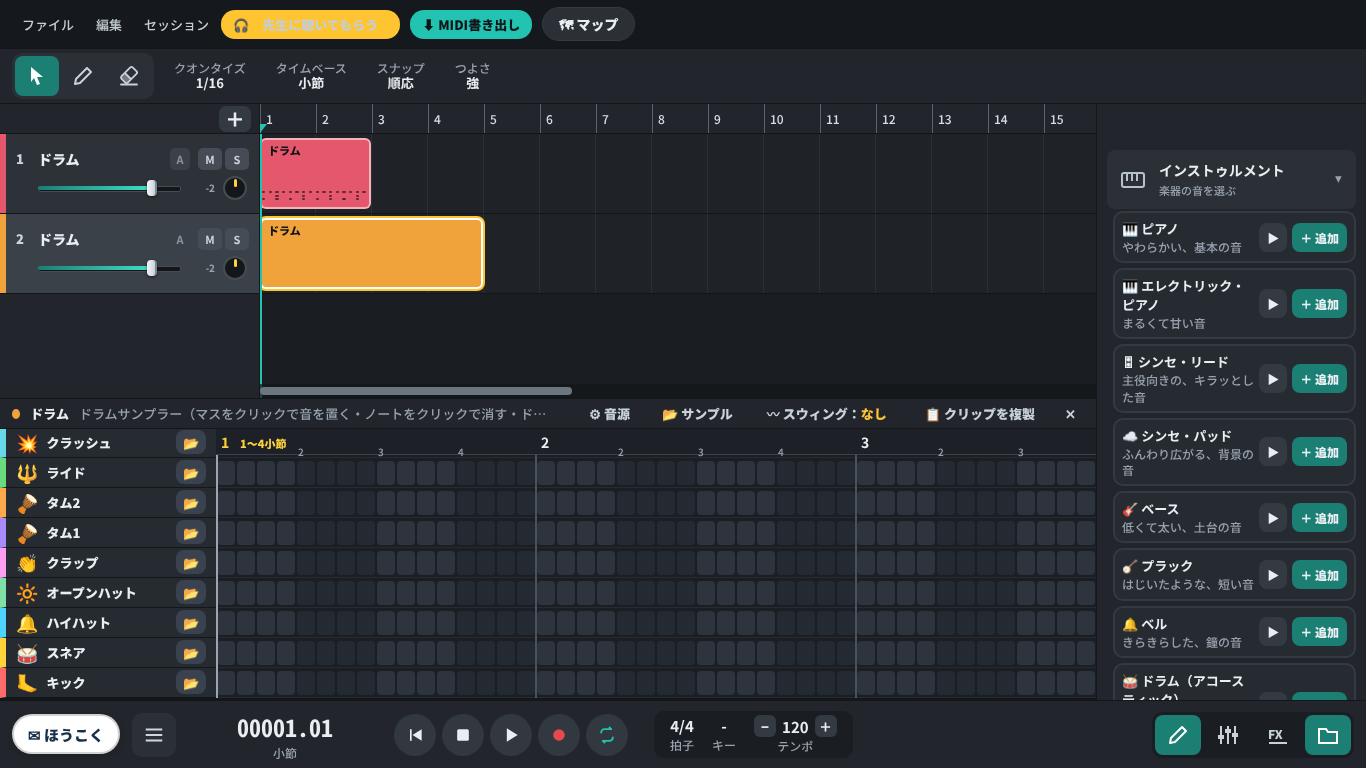 ファイル 編集 セッション 🎧 先生に聴いてもらう ⬇ MIDI書き出し 🗺 マップ
クオンタイズ タイムベース スナップ つよさ
1/16 小節 順応 強
+ 1 2 3 4 5 6 7 8 9 10 11 12 13 14 15
1 ドラム A M S
-2
ドラム
2 ドラム A M S
-2
ドラム
インストゥルメント ▼
楽器の音を選ぶ
🎹 ピアノ
やわらかい、基本の音
▶ + 追加
🎹 エレクトリック・
ピアノ
まるくて甘い音
▶ + 追加
🎛 シンセ・リード
主役向きの、キラッとし
た音
▶ + 追加
☁️ シンセ・パッド
ふんわり広がる、背景の
音
▶ + 追加
🎸 ベース
低くて太い、土台の音
▶ + 追加
🪕 プラック
はじいたような、短い音
▶ + 追加
🔔 ベル
きらきらした、鐘の音
▶ + 追加
🥁 ドラム（アコース
ティック）
ドラム ドラムサンプラー（マスをクリックで音を置く・ノートをクリックで消す・ド… ⚙ 音源 📂 サンプル 〰 スウィング：なし 📋 クリップを複製 ✕
1 1〜4小節 2 3 4 2 2 3 4 3 2 3
💥 クラッシュ 📂
🔱 ライド 📂
🪘 タム2 📂
🪘 タム1 📂
👏 クラップ 📂
🔆 オープンハット 📂
🔔 ハイハット 📂
🥁 スネア 📂
🦶 キック 📂
✉ ほうこく
00001.01
小節
4/4 - − 120 +
拍子 キー テンポ
FX